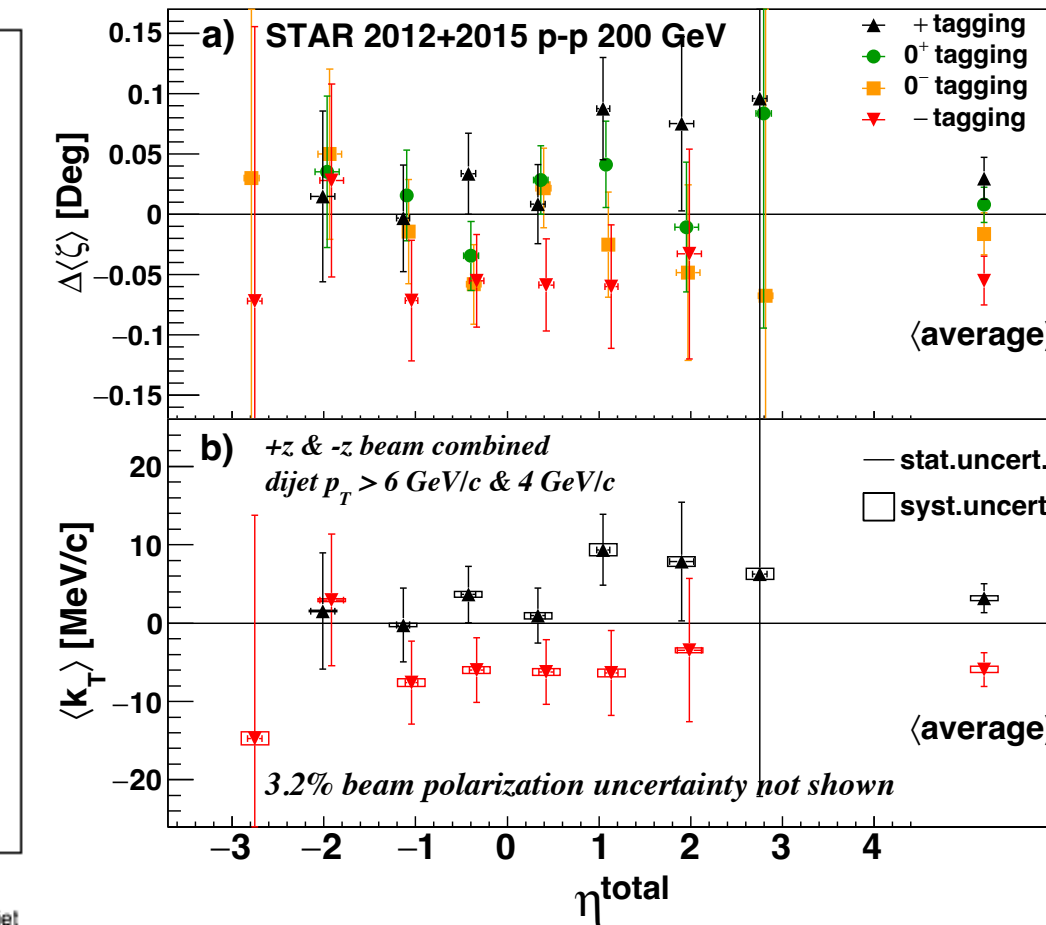 a) STAR 2012+2015 p-p 200 GeV
+ tagging
0⁺ tagging
0⁻ tagging
− tagging
0.15
0.1
0.05
0
−0.05
−0.1
−0.15
Δ⟨ζ⟩ [Deg]
⟨average⟩
b) +z & -z beam combined
dijet p_T > 6 GeV/c & 4 GeV/c
stat.uncert.
syst.uncert
20
10
0
−10
−20
⟨k_T⟩ [MeV/c]
⟨average⟩
3.2% beam polarization uncertainty not shown
−3 −2 −1 0 1 2 3 4
η^total
jet